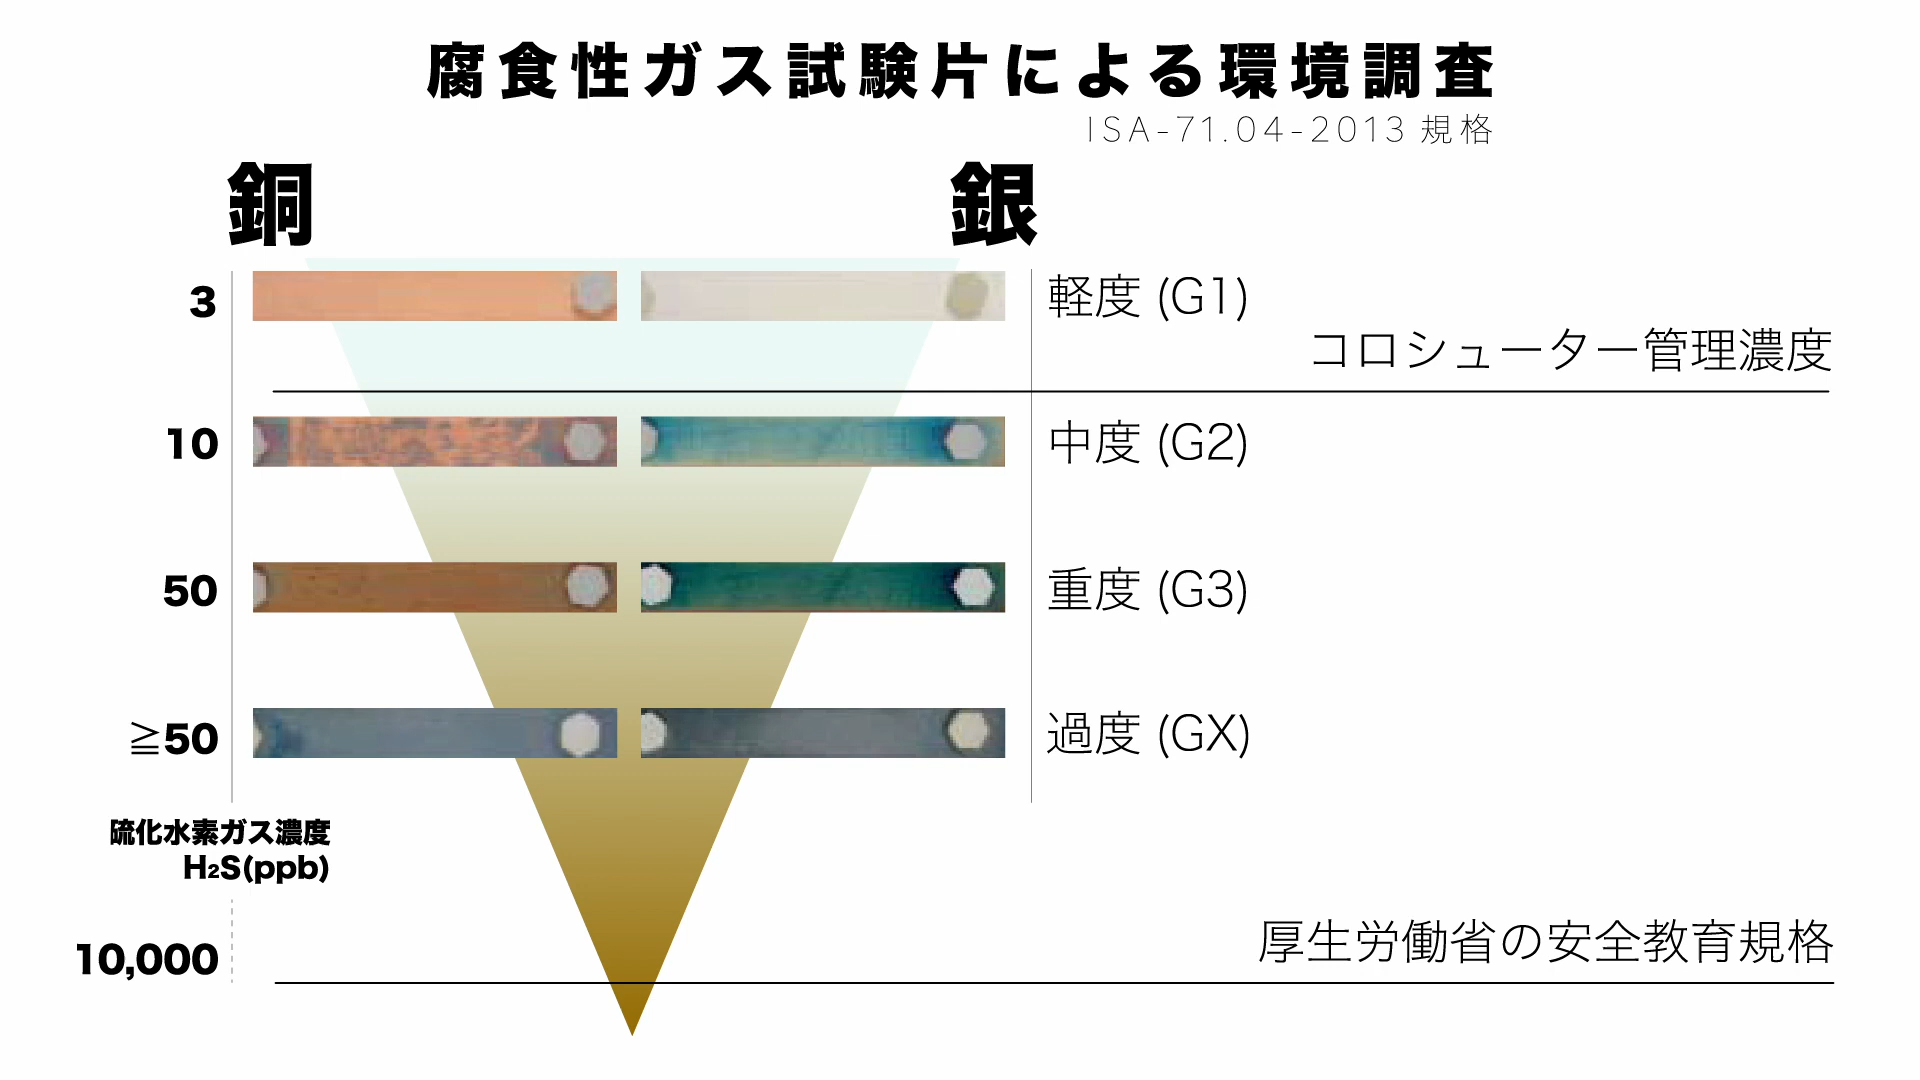 腐食性ガス試験片による環境調査
ISA-71.04-2013 規格
銅 銀
3 軽度 (G1)
コロシューター管理濃度
10 中度 (G2)
50 重度 (G3)
≧50 過度 (GX)
硫化水素ガス濃度
H₂S(ppb)
厚生労働省の安全教育規格
10,000